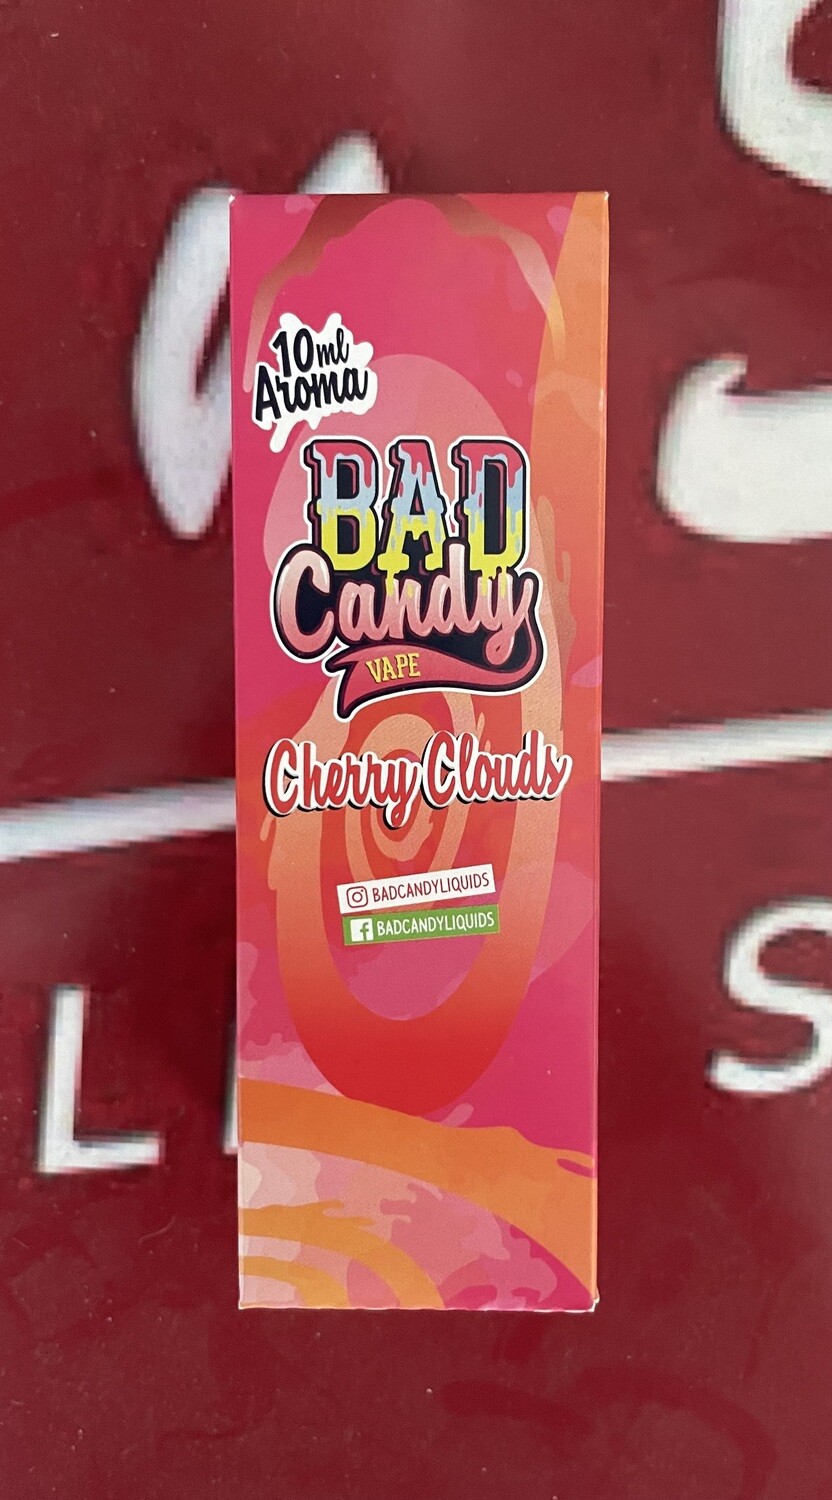 10ml
Aroma
BAD
Candy
VAPE
Cherry Clouds
BADCANDYLIQUIDS
f BADCANDYLIQUIDS
L
S